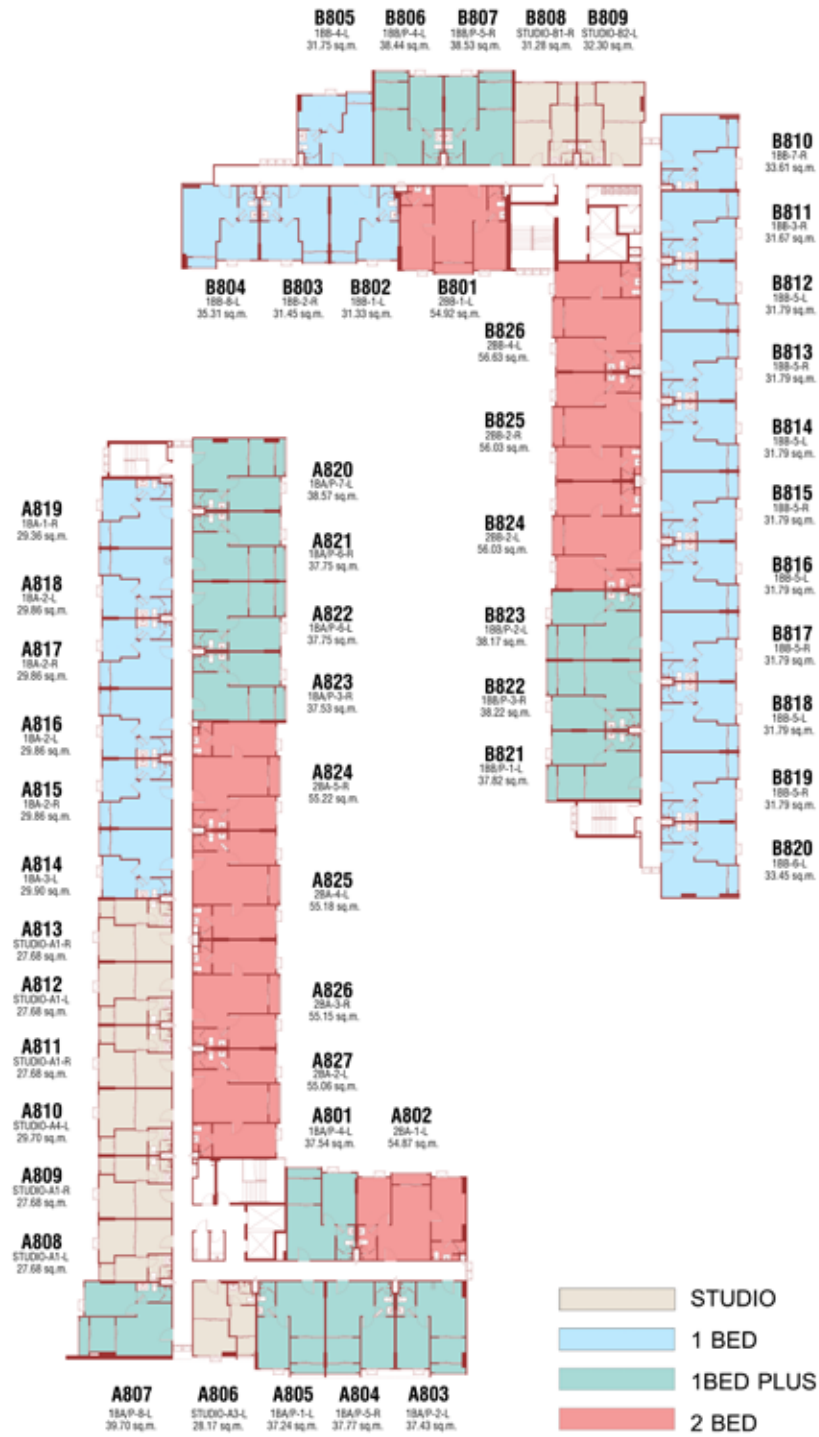 B805
1BB-4-L
31.75 sq.m.
B806
1BB/P-4-L
38.44 sq.m.
B807
1BB/P-5-R
38.53 sq.m.
B808
STUDIO-B1-R
31.28 sq.m.
B809
STUDIO-B2-L
32.30 sq.m.
B810
1BB-7-R
33.61 sq.m.
B811
1BB-3-R
31.67 sq.m.
B812
1BB-5-L
31.79 sq.m.
B813
1BB-5-R
31.79 sq.m.
B814
1BB-5-L
31.79 sq.m.
B815
1BB-5-R
31.79 sq.m.
B816
1BB-5-L
31.79 sq.m.
B817
1BB-5-R
31.79 sq.m.
B818
1BB-5-L
31.79 sq.m.
B819
1BB-5-R
31.79 sq.m.
B820
1BB-6-L
33.45 sq.m.
B804
1BB-8-L
35.31 sq.m.
B803
1BB-2-R
31.45 sq.m.
B802
1BB-1-L
31.33 sq.m.
B801
2BB-1-L
54.92 sq.m.
B826
2BB-4-L
56.63 sq.m.
B825
2BB-2-R
56.03 sq.m.
B824
2BB-2-L
56.03 sq.m.
B823
1BB/P-2-L
38.17 sq.m.
B822
1BB/P-3-R
38.22 sq.m.
B821
1BB/P-1-L
37.82 sq.m.
A819
1BA-1-R
29.36 sq.m.
A818
1BA-2-L
29.86 sq.m.
A817
1BA-2-R
29.86 sq.m.
A816
1BA-2-L
29.86 sq.m.
A815
1BA-2-R
29.86 sq.m.
A814
1BA-3-L
29.90 sq.m.
A813
STUDIO-A1-R
27.68 sq.m.
A812
STUDIO-A1-L
27.68 sq.m.
A811
STUDIO-A1-R
27.68 sq.m.
A810
STUDIO-A4-L
29.70 sq.m.
A809
STUDIO-A1-R
27.68 sq.m.
A808
STUDIO-A1-L
27.68 sq.m.
A820
1BA/P-7-L
38.57 sq.m.
A821
1BA/P-6-R
37.75 sq.m.
A822
1BA/P-6-L
37.75 sq.m.
A823
1BA/P-3-R
37.53 sq.m.
A824
2BA-5-R
55.22 sq.m.
A825
2BA-4-L
55.18 sq.m.
A826
2BA-3-R
55.15 sq.m.
A827
2BA-2-L
55.06 sq.m.
A801
1BA/P-4-L
37.54 sq.m.
A802
2BA-1-L
54.87 sq.m.
A807
1BA/P-8-L
39.70 sq.m.
A806
STUDIO-A3-L
28.17 sq.m.
A805
1BA/P-1-L
37.24 sq.m.
A804
1BA/P-5-R
37.77 sq.m.
A803
1BA/P-2-L
37.43 sq.m.
STUDIO
1 BED
1BED PLUS
2 BED